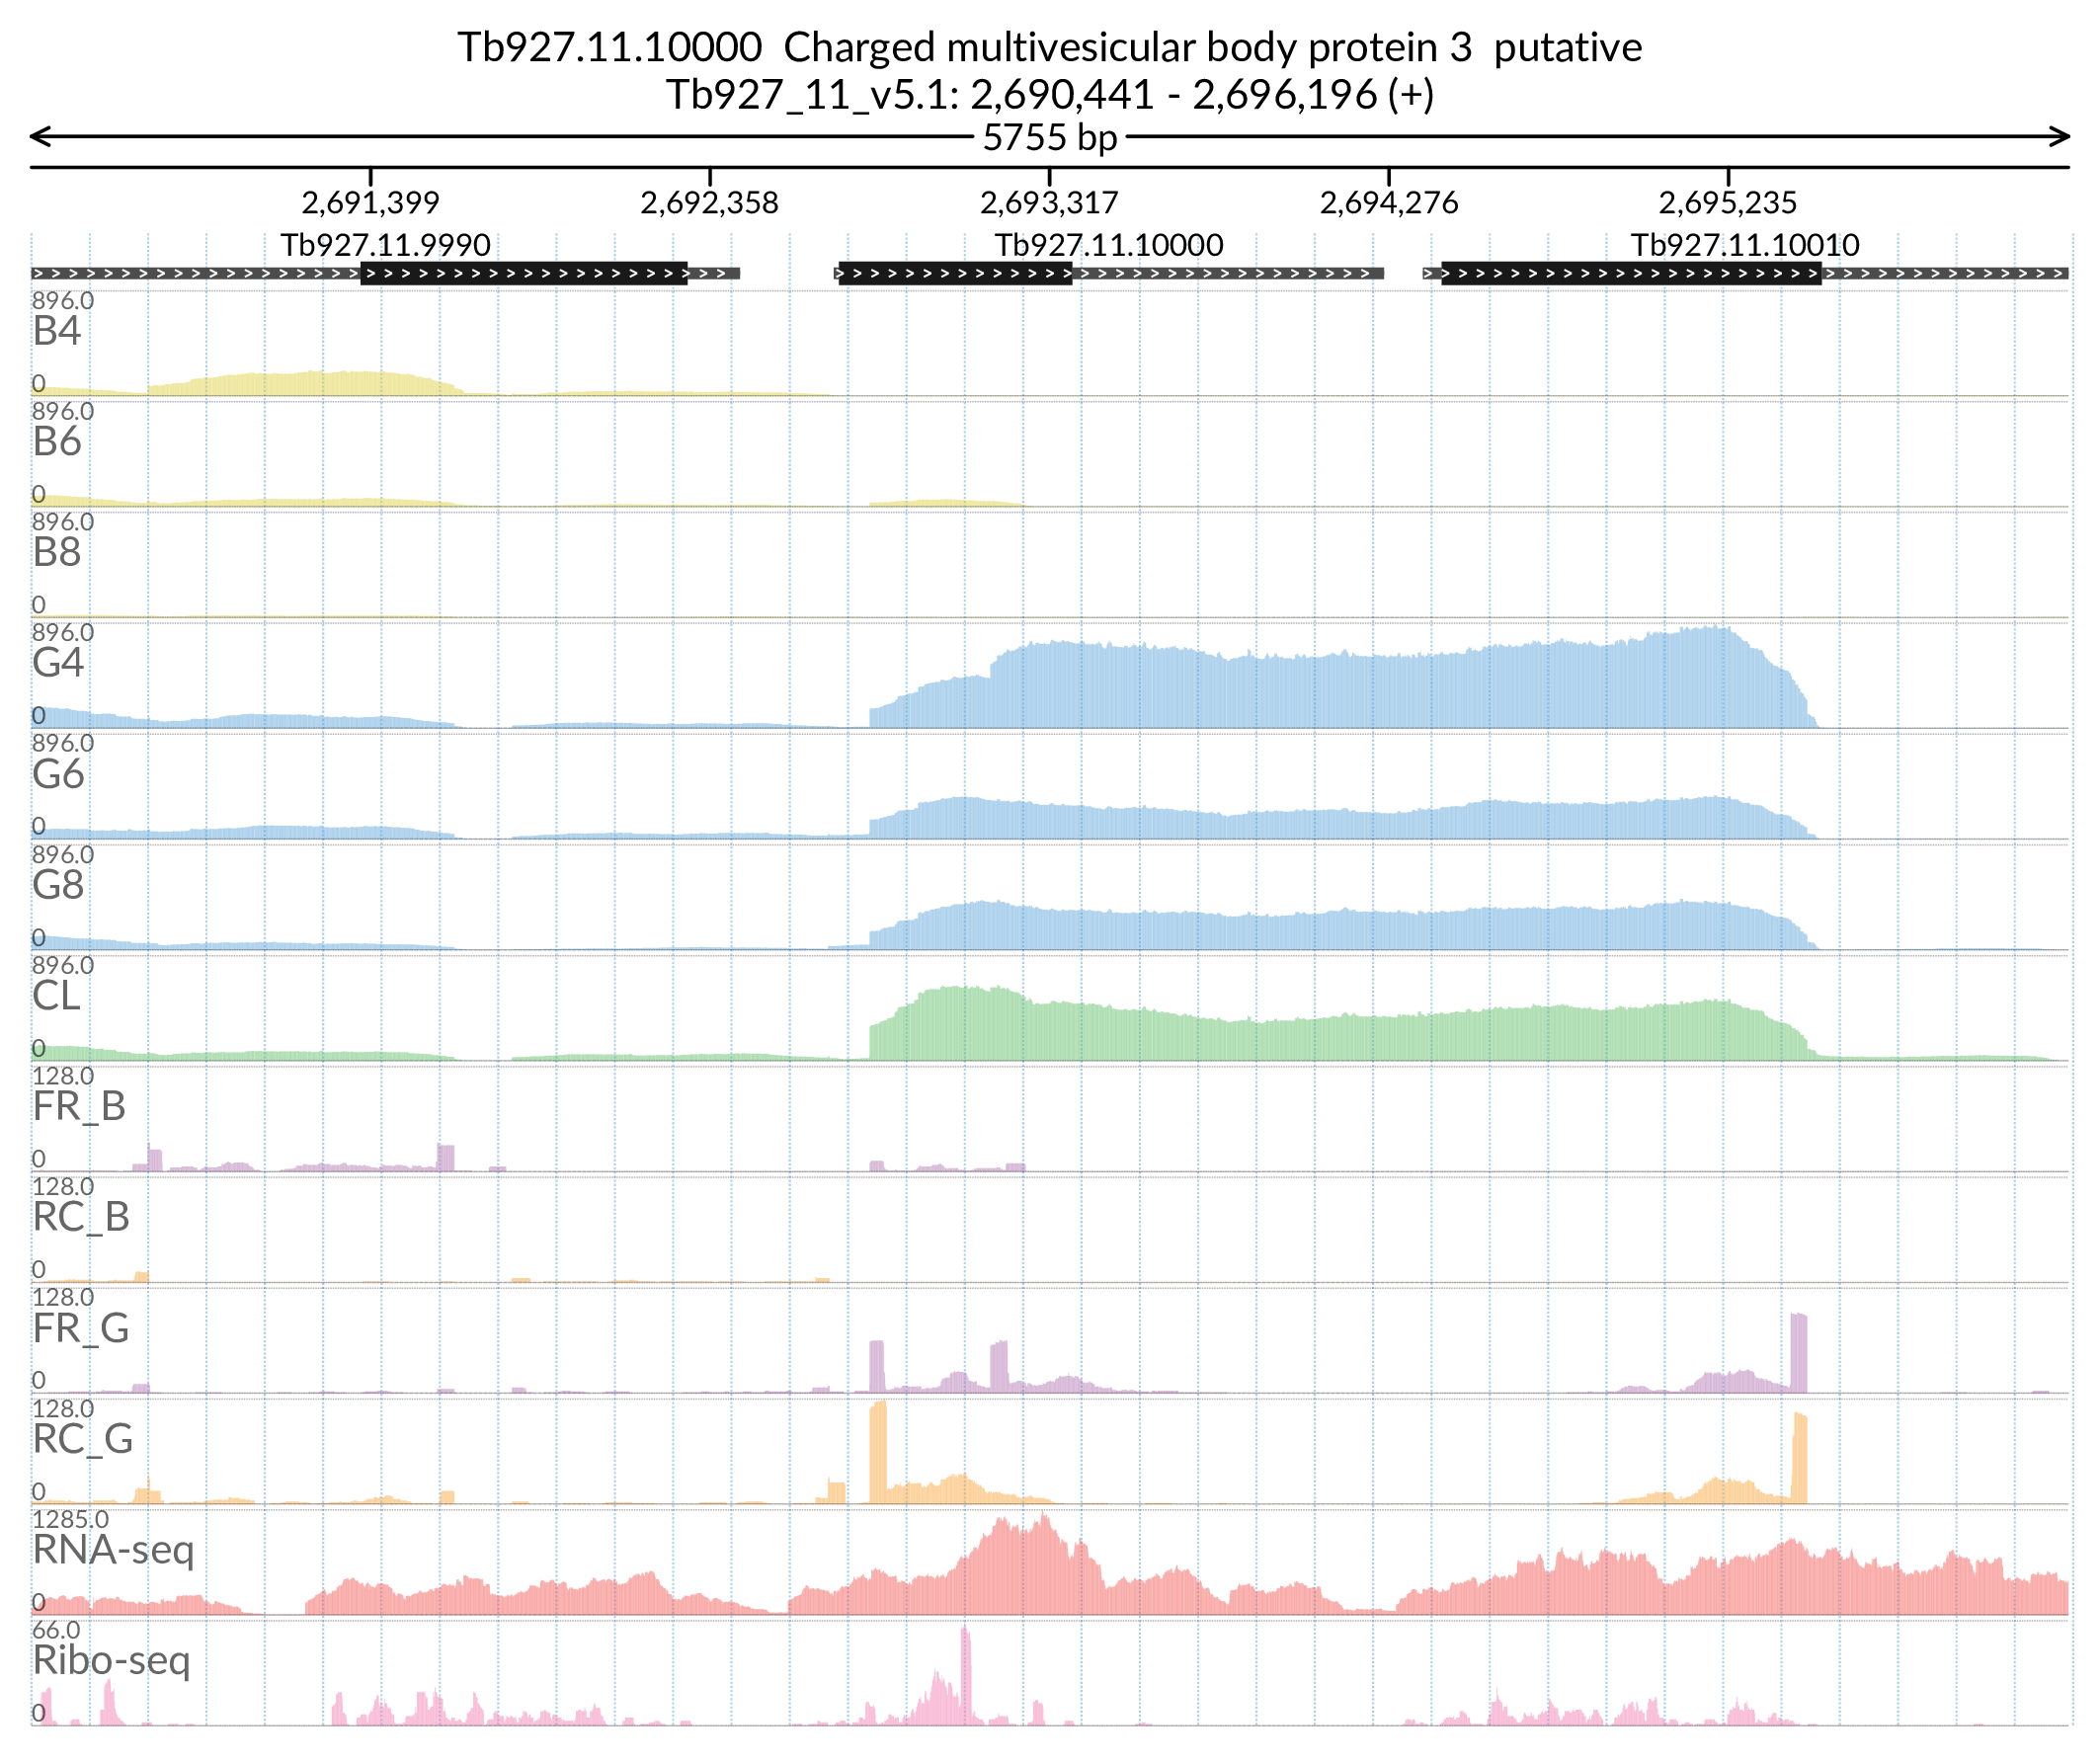 Tb927.11.10000 Charged multivesicular body protein 3 putative
Tb927_11_v5.1: 2,690,441 - 2,696,196 (+)
5755 bp
2,691,399 2,692,358 2,693,317 2,694,276 2,695,235
Tb927.11.9990 Tb927.11.10000 Tb927.11.10010
896.0
B4
0
896.0
B6
0
896.0
B8
0
896.0
G4
0
896.0
G6
0
896.0
G8
0
896.0
CL
0
128.0
FR_B
0
128.0
RC_B
0
128.0
FR_G
0
128.0
RC_G
0
1285.0
RNA-seq
0
66.0
Ribo-seq
0